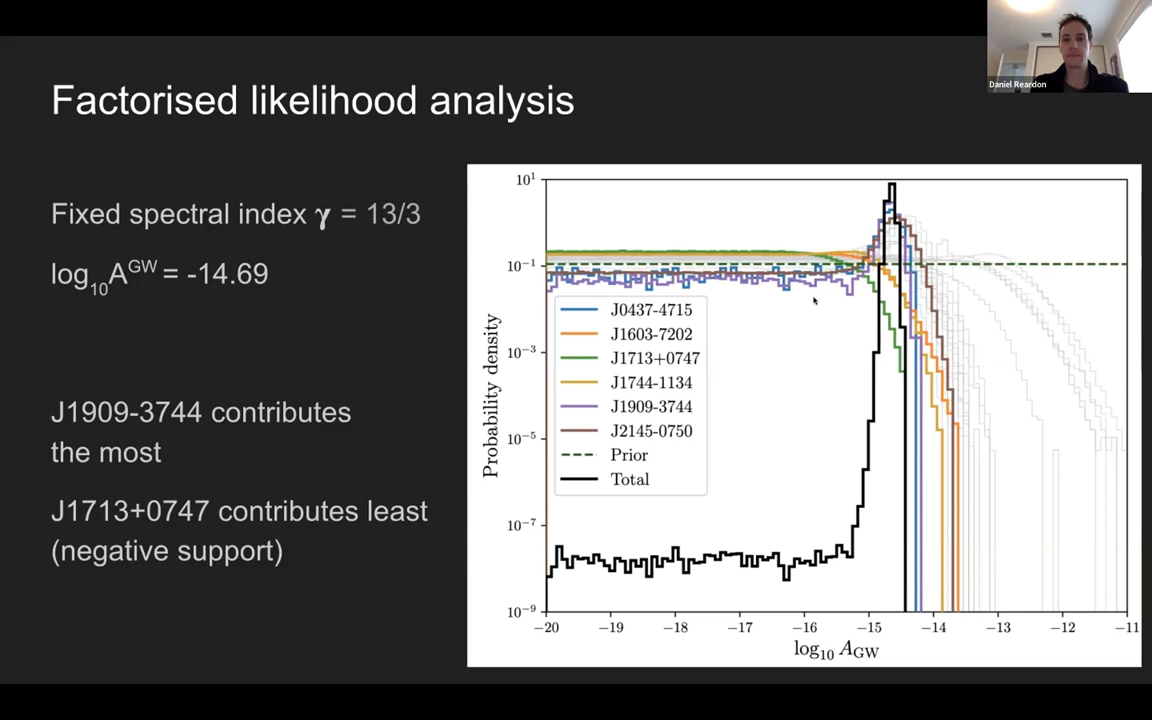 Daniel Reardon
Factorised likelihood analysis
Fixed spectral index γ = 13/3
log₁₀Aᴳᵂ = -14.69
J1909-3744 contributes
the most
J1713+0747 contributes least
(negative support)
Probability density
10¹
10⁻¹
10⁻³
10⁻⁵
10⁻⁷
10⁻⁹
J0437-4715
J1603-7202
J1713+0747
J1744-1134
J1909-3744
J2145-0750
Prior
Total
−20 −19 −18 −17 −16 −15 −14 −13 −12 −11
log₁₀ A_GW